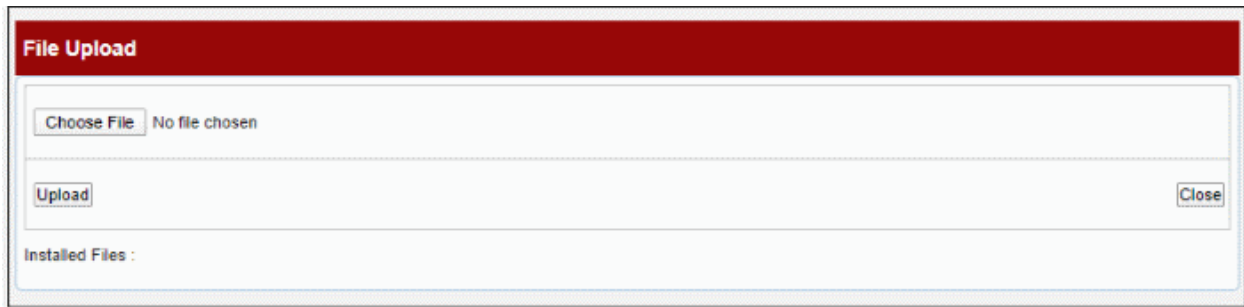 File Upload
Choose File No file chosen
Upload Close
Installed Files :